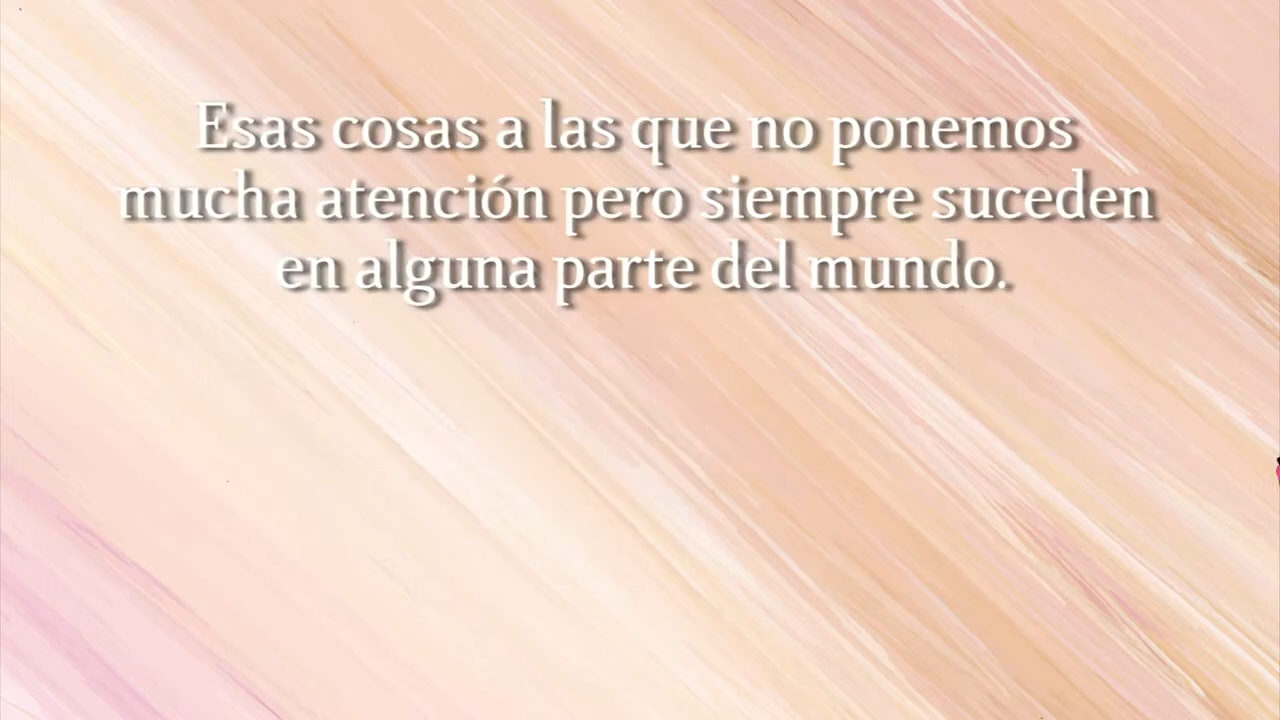 Esas cosas a las que no ponemos
mucha atención pero siempre suceden
en alguna parte del mundo.